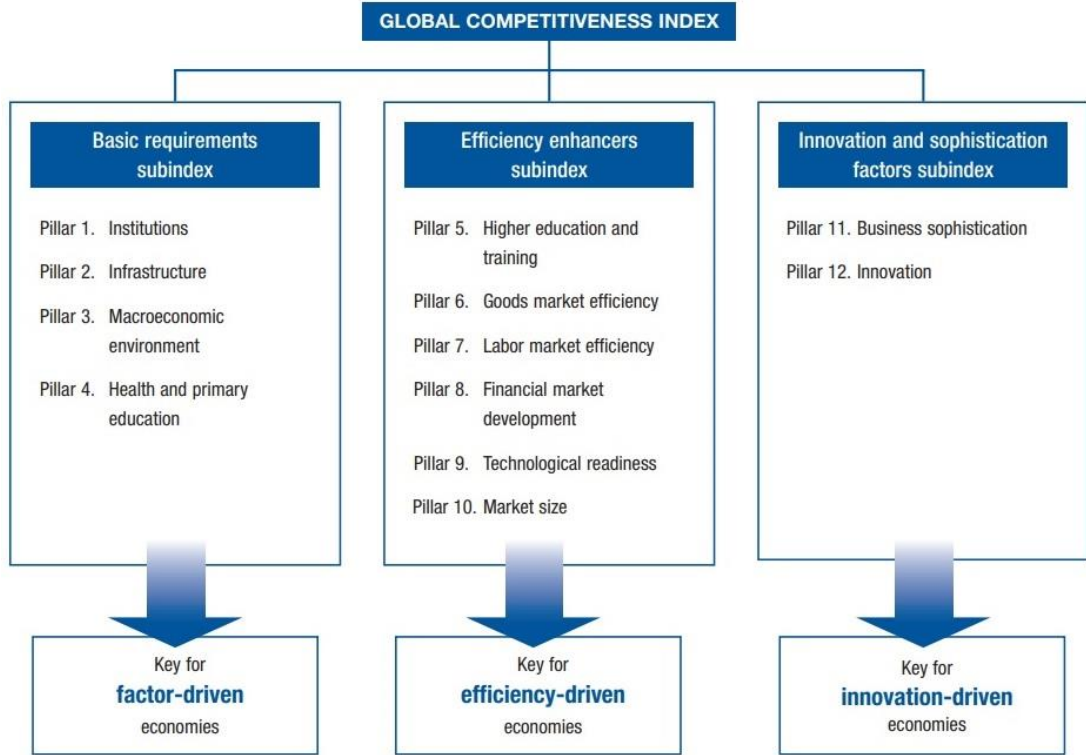 GLOBAL COMPETITIVENESS INDEX
Basic requirements
subindex
Pillar 1. Institutions
Pillar 2. Infrastructure
Pillar 3. Macroeconomic
environment
Pillar 4. Health and primary
education
Key for
factor-driven
economies
Efficiency enhancers
subindex
Pillar 5. Higher education and
training
Pillar 6. Goods market efficiency
Pillar 7. Labor market efficiency
Pillar 8. Financial market
development
Pillar 9. Technological readiness
Pillar 10. Market size
Key for
efficiency-driven
economies
Innovation and sophistication
factors subindex
Pillar 11. Business sophistication
Pillar 12. Innovation
Key for
innovation-driven
economies